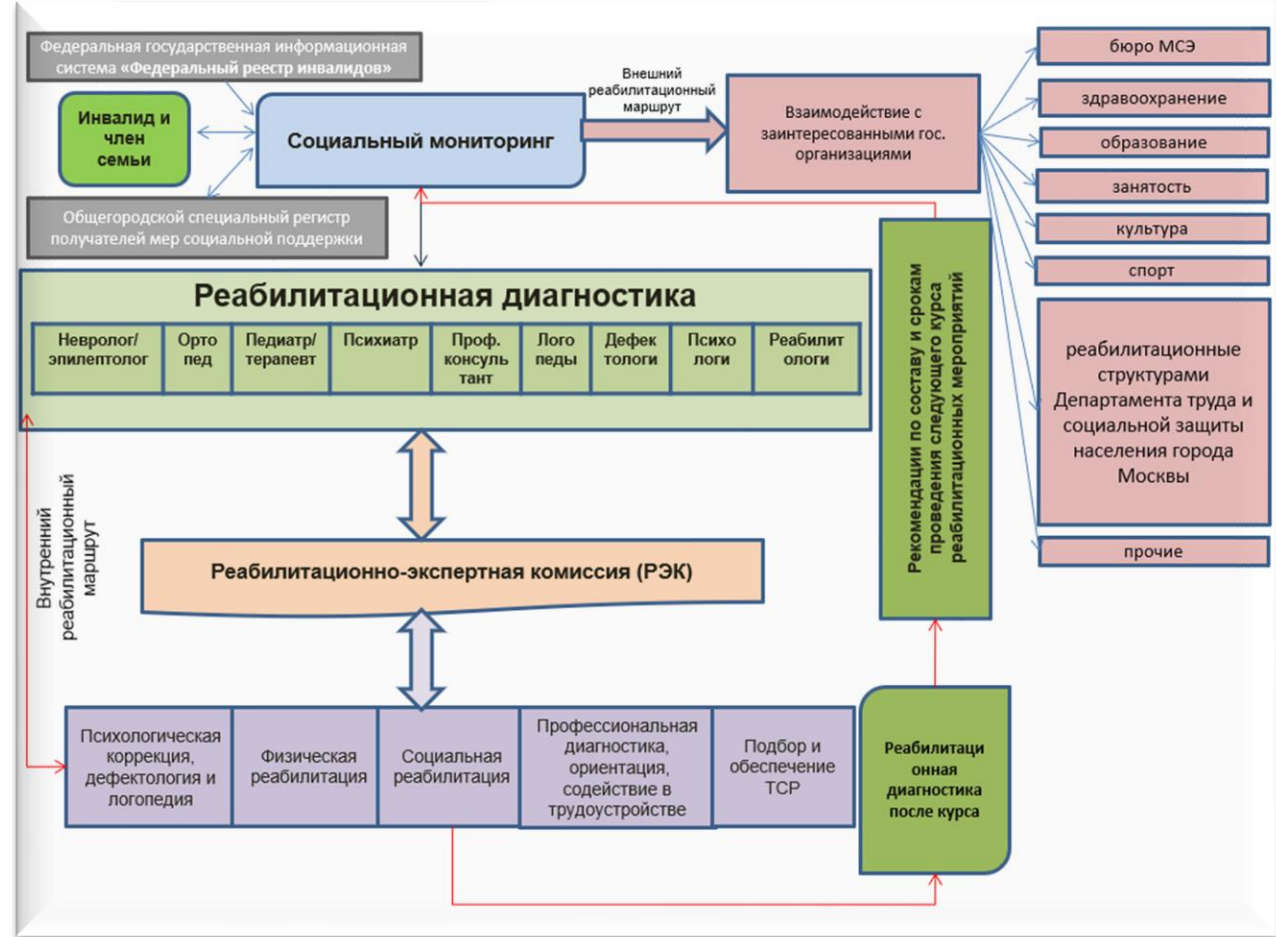 Федеральная государственная информационная
система «Федеральный реестр инвалидов»
Инвалид и
член
семьи
Социальный мониторинг
Внешний
реабилитационный
маршрут
Взаимодействие с
заинтересованными гос.
организациями
бюро МСЭ
здравоохранение
образование
занятость
культура
спорт
реабилитационные
структурами
Департамента труда и
социальной защиты
населения города
Москвы
прочие
Общегородской специальный регистр
получателей мер социальной поддержки
Реабилитационная диагностика
Невролог/
эпилептолог
Орто
пед
Педиатр/
терапевт
Психиатр
Проф.
консуль
тант
Лого
педы
Дефек
тологи
Психо
логи
Реабилит
ологи
Рекомендации по составу и срокам
проведения следующего курса
реабилитационных мероприятий
Внутренний
реабилитационный
маршрут
Реабилитационно-экспертная комиссия (РЭК)
Психологическая
коррекция,
дефектология и
логопедия
Физическая
реабилитация
Социальная
реабилитация
Профессиональная
диагностика,
ориентация,
содействие в
трудоустройстве
Подбор и
обеспечение
ТСР
Реабилитаци
онная
диагностика
после курса